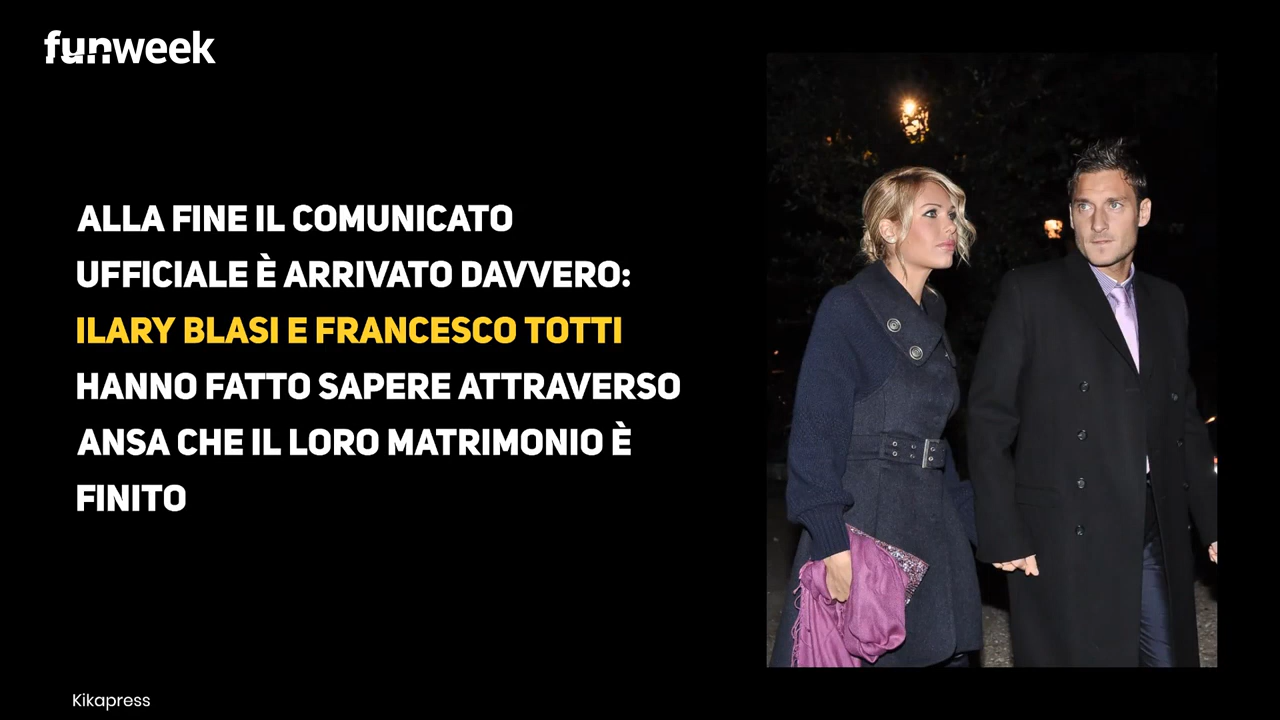 funweek
ALLA FINE IL COMUNICATO
UFFICIALE È ARRIVATO DAVVERO:
ILARY BLASI E FRANCESCO TOTTI
HANNO FATTO SAPERE ATTRAVERSO
ANSA CHE IL LORO MATRIMONIO È
FINITO
Kikapress